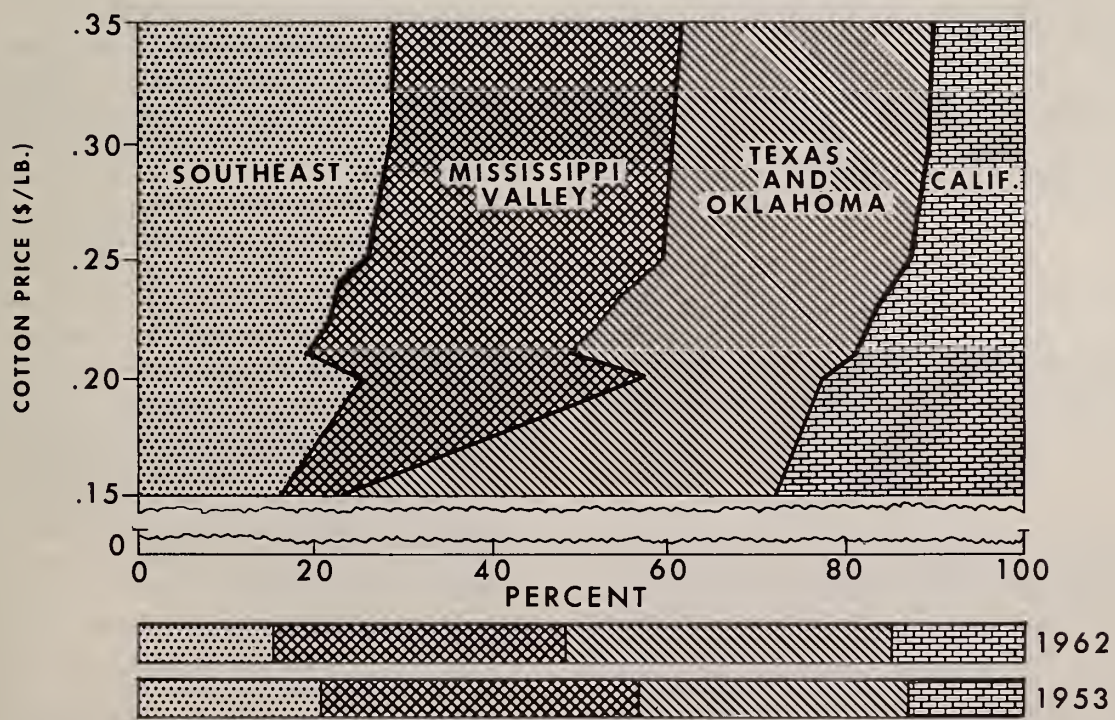 COTTON PRICE ($/LB.)
.35
.30
.25
.20
.15
0
SOUTHEAST
MISSISSIPPI
VALLEY
TEXAS
AND
OKLAHOMA
CALIF.
0 20 40 60 80 100
PERCENT
1962
1953